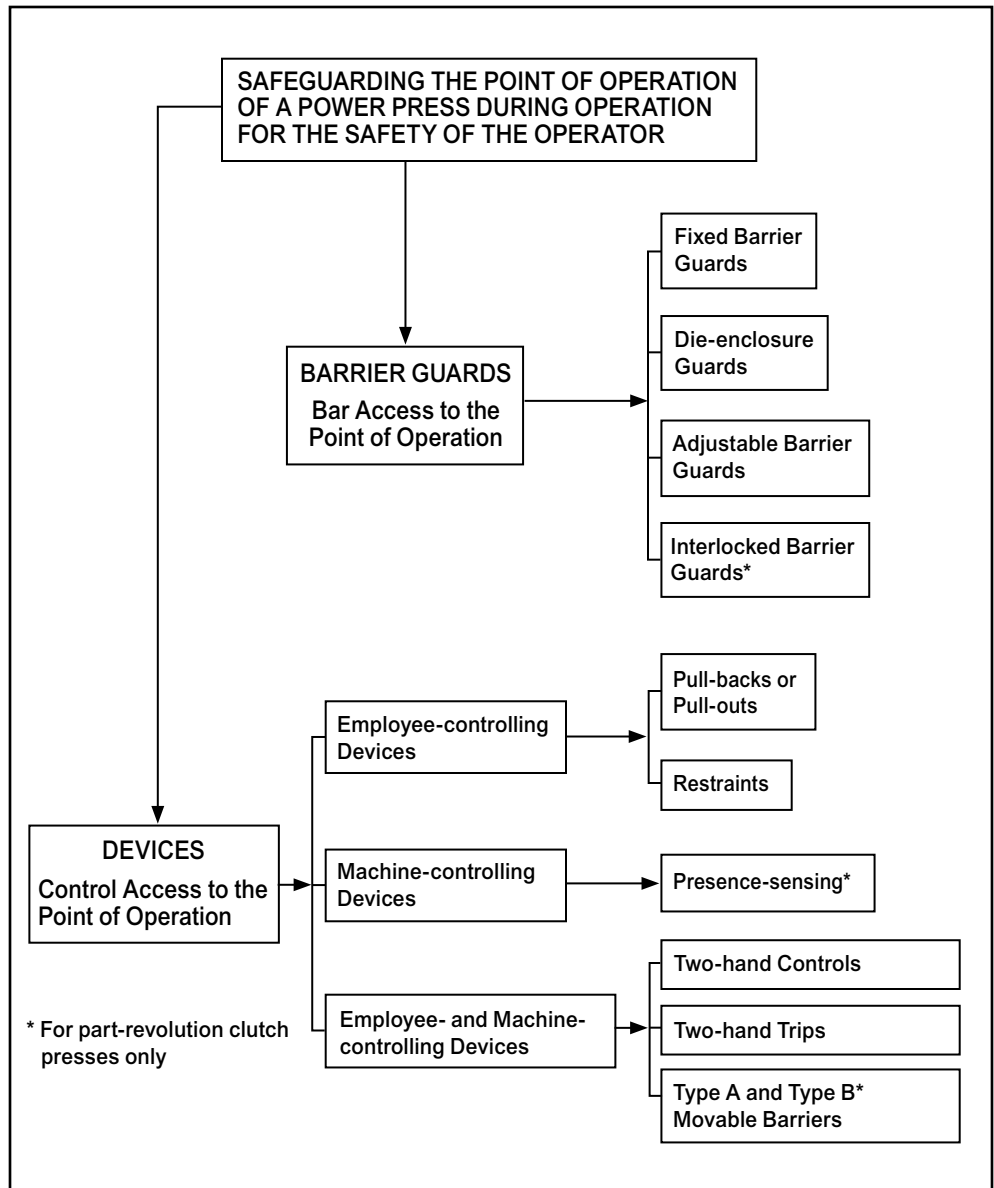 SAFEGUARDING THE POINT OF OPERATION
OF A POWER PRESS DURING OPERATION
FOR THE SAFETY OF THE OPERATOR
BARRIER GUARDS
Bar Access to the
Point of Operation
Fixed Barrier
Guards
Die-enclosure
Guards
Adjustable Barrier
Guards
Interlocked Barrier
Guards*
DEVICES
Control Access to the
Point of Operation
Employee-controlling
Devices
Pull-backs or
Pull-outs
Restraints
Machine-controlling
Devices
Presence-sensing*
Employee- and Machine-
controlling Devices
Two-hand Controls
Two-hand Trips
Type A and Type B*
Movable Barriers
* For part-revolution clutch
presses only